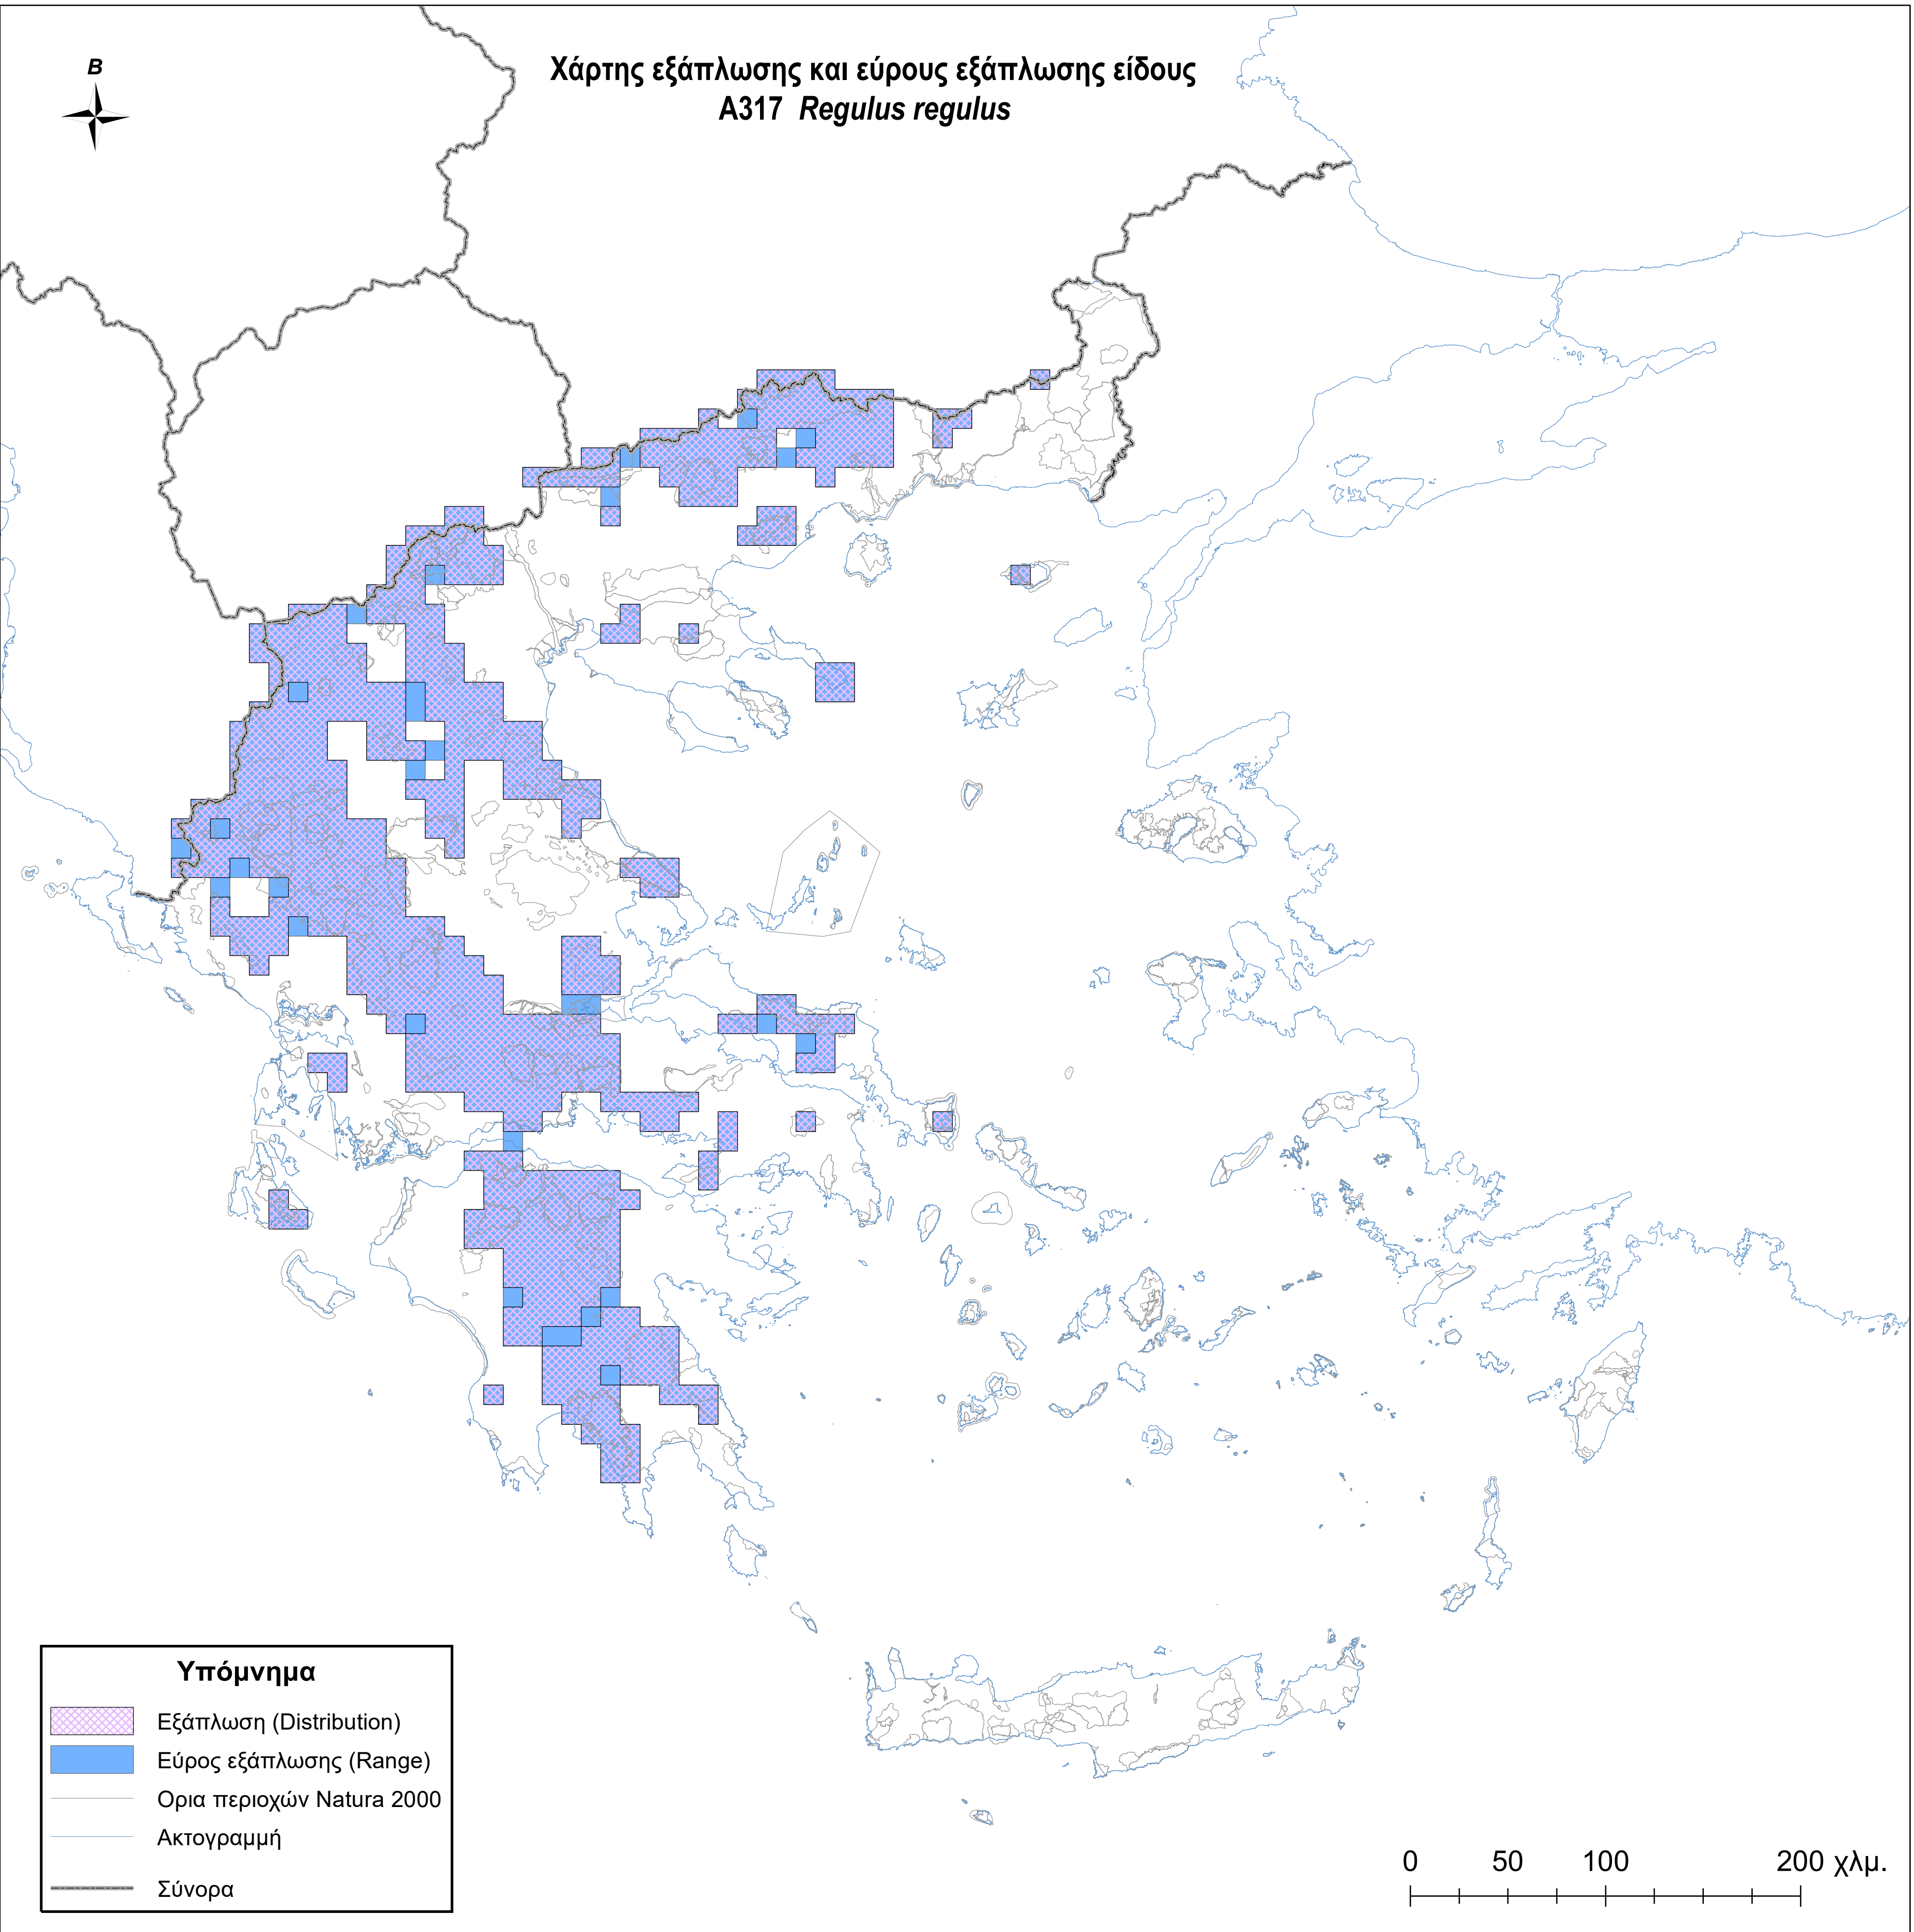 Χάρτης εξάπλωσης και εύρους εξάπλωσης είδους
A317 Regulus regulus
B
Υπόμνημα
Εξάπλωση (Distribution)
Εύρος εξάπλωσης (Range)
Ορια περιοχών Natura 2000
Ακτογραμμή
Σύνορα
0 50 100 200 χλμ.